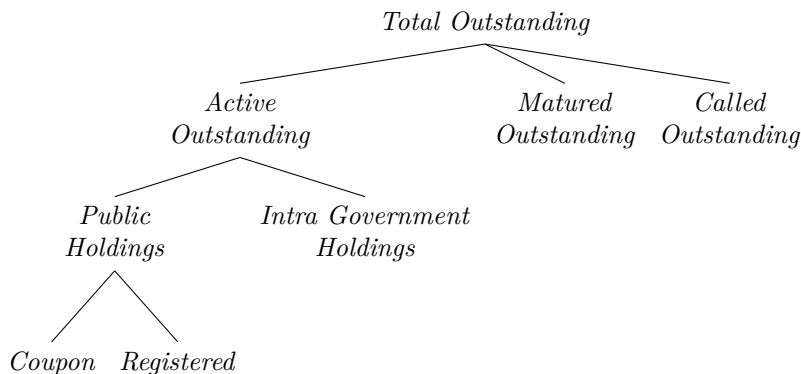 Total Outstanding
Active
Outstanding
Matured
Outstanding
Called
Outstanding
Public
Holdings
Intra Government
Holdings
Coupon
Registered